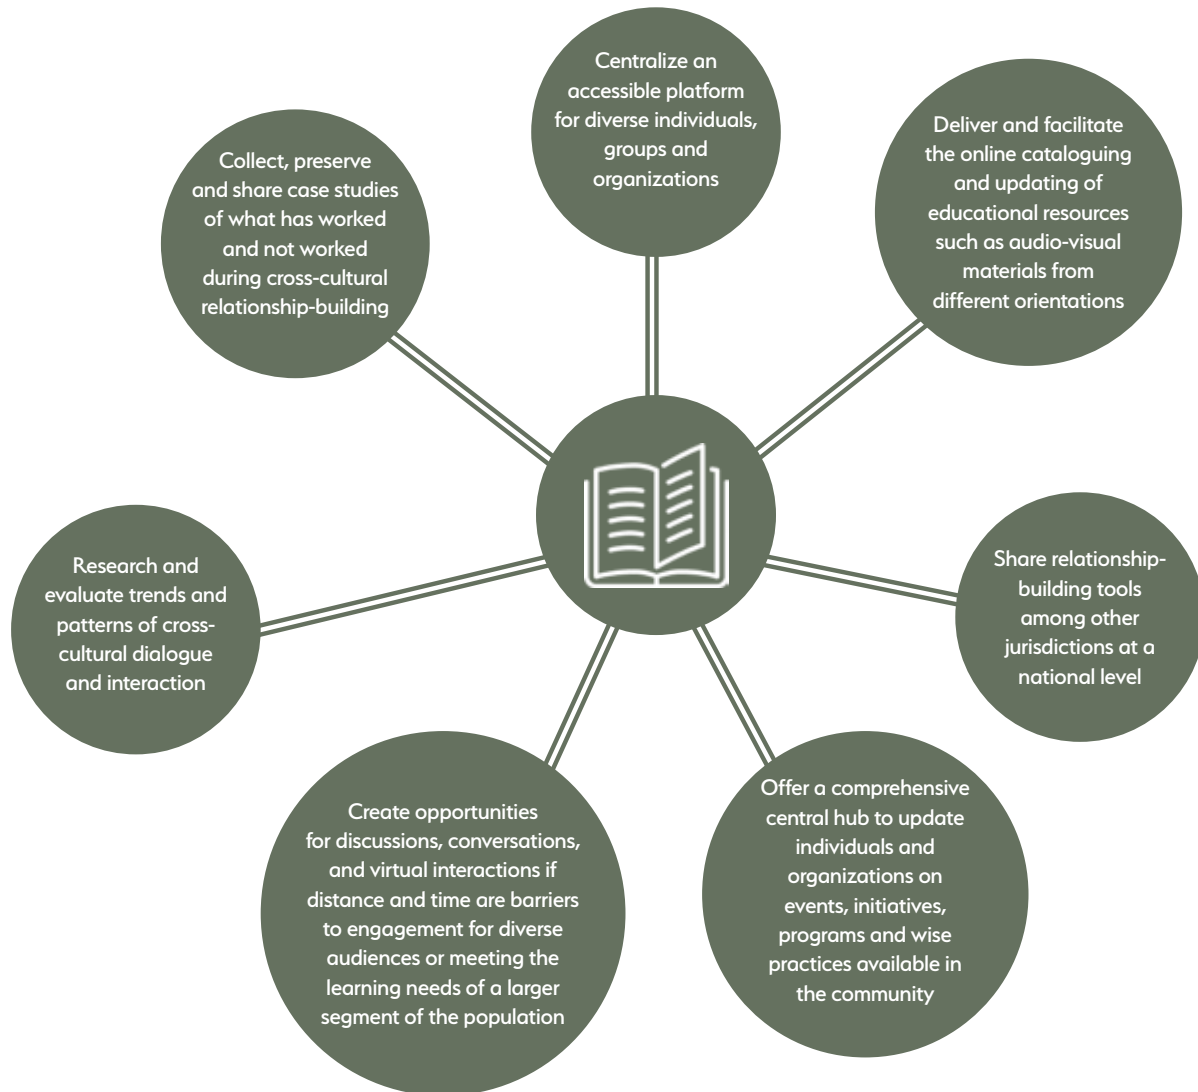 Centralize an
accessible platform
for diverse individuals,
groups and
organizations
Deliver and facilitate
the online cataloguing
and updating of
educational resources
such as audio-visual
materials from
different orientations
Share relationship-
building tools
among other
jurisdictions at a
national level
Offer a comprehensive
central hub to update
individuals and
organizations on
events, initiatives,
programs and wise
practices available in
the community
Create opportunities
for discussions, conversations,
and virtual interactions if
distance and time are barriers
to engagement for diverse
audiences or meeting the
learning needs of a larger
segment of the population
Research and
evaluate trends and
patterns of cross-
cultural dialogue
and interaction
Collect, preserve
and share case studies
of what has worked
and not worked
during cross-cultural
relationship-building